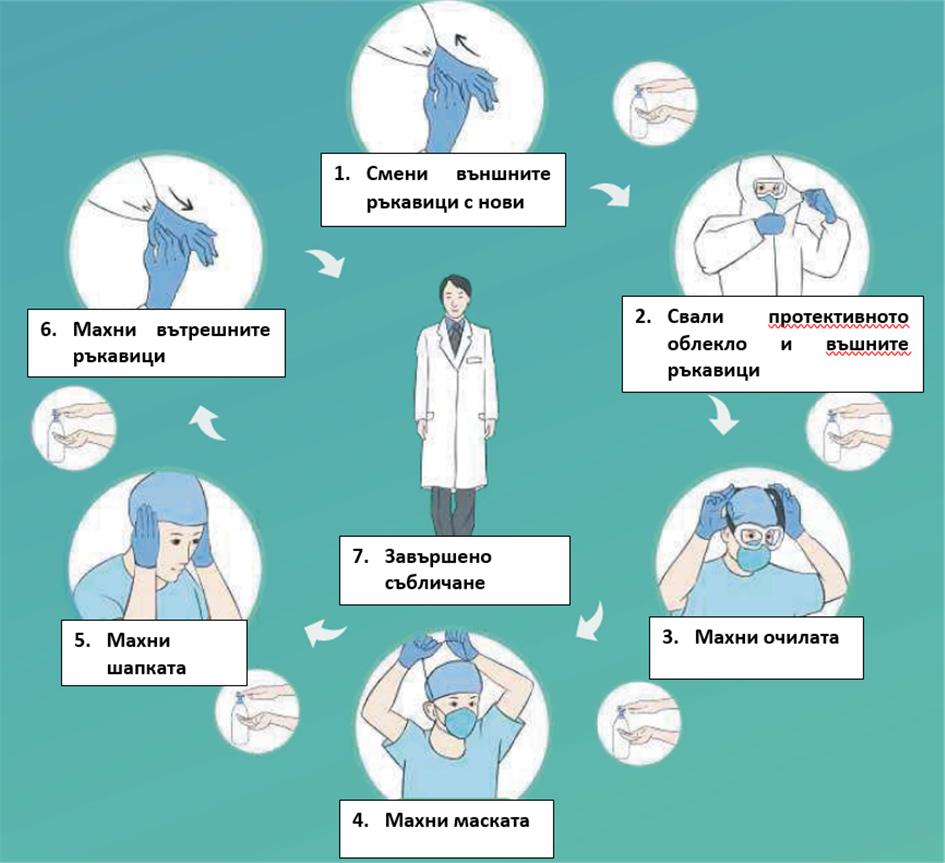 1. Смени външните
ръкавици с нови
2. Свали протективното
облекло и въшните
ръкавици
3. Махни очилата
4. Махни маската
5. Махни
шапката
6. Махни вътрешните
ръкавици
7. Завършено
събличане